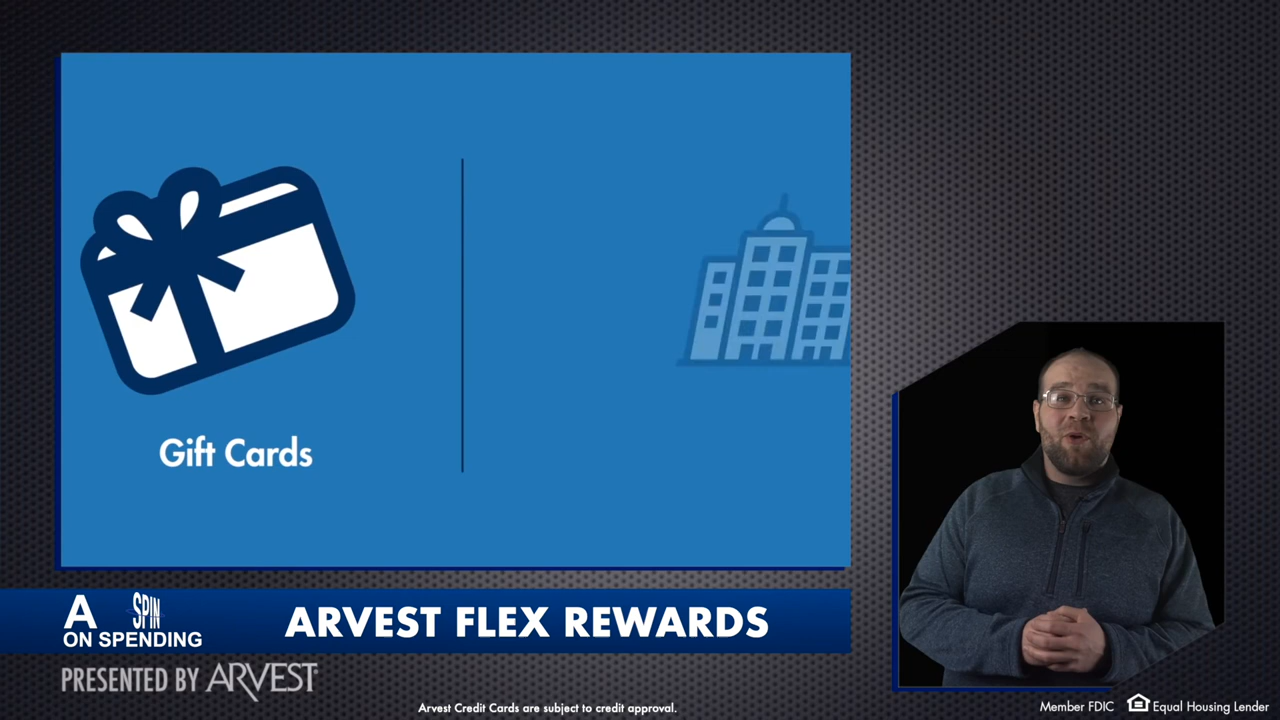 Gift Cards
A SPIN
ON SPENDING
ARVEST FLEX REWARDS
PRESENTED BY ARVEST®
Arvest Credit Cards are subject to credit approval.
Member FDIC
Equal Housing Lender